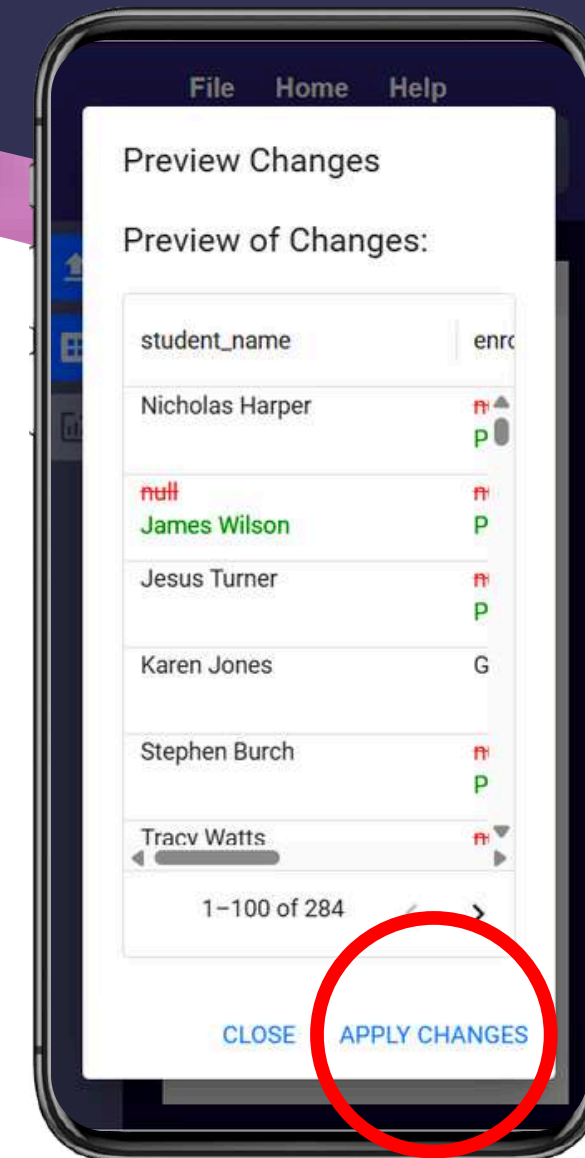 File Home Help
Preview Changes
Preview of Changes:
student_name enro
Nicholas Harper
P
null
James Wilson P
Jesus Turner
P
Karen Jones G
Stephen Burch
P
Tracy Watts
1–100 of 284
CLOSE APPLY CHANGES